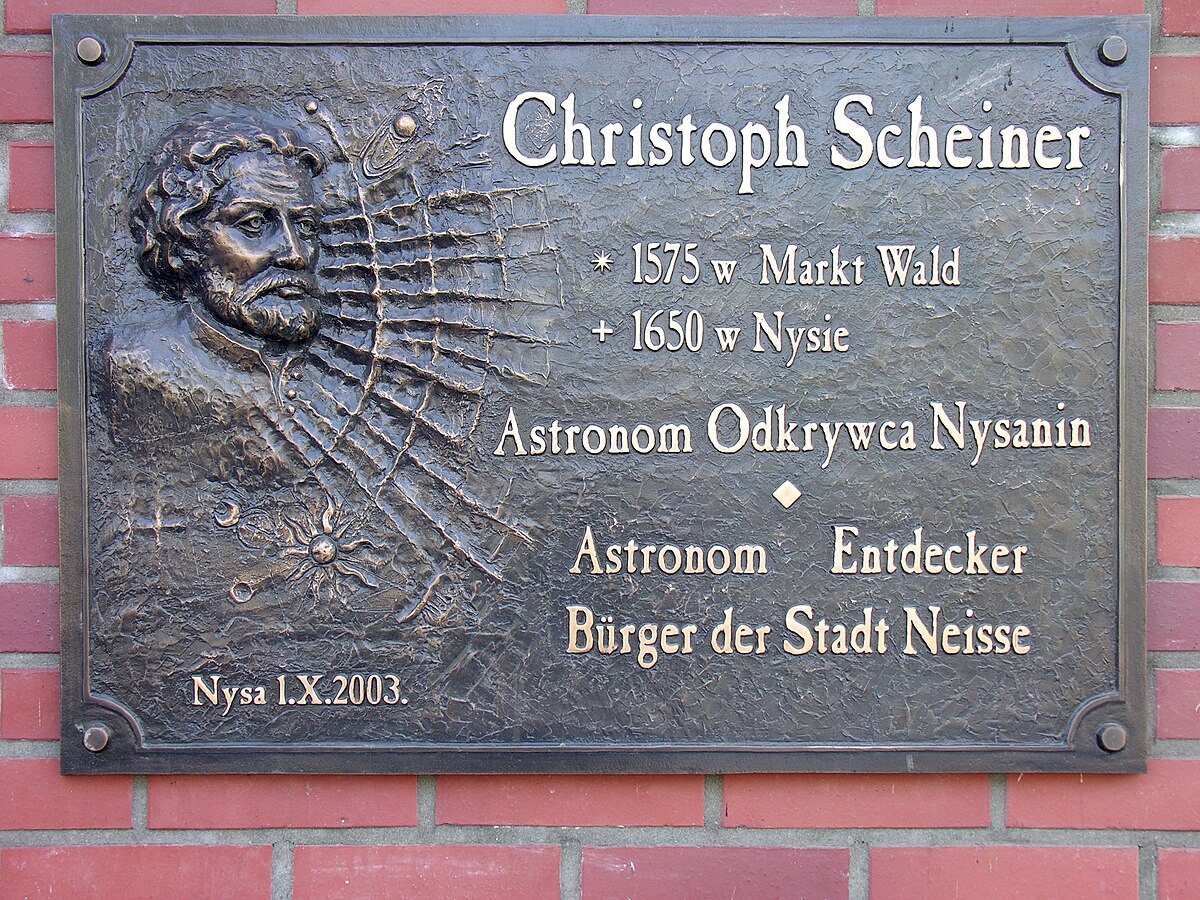 Christoph Scheiner
* 1575 w Markt Wald
+ 1650 w Nysie
Astronom Odkrywca Nysanin
Astronom Entdecker
Bürger der Stadt Neisse
Nysa 1.X.2003.